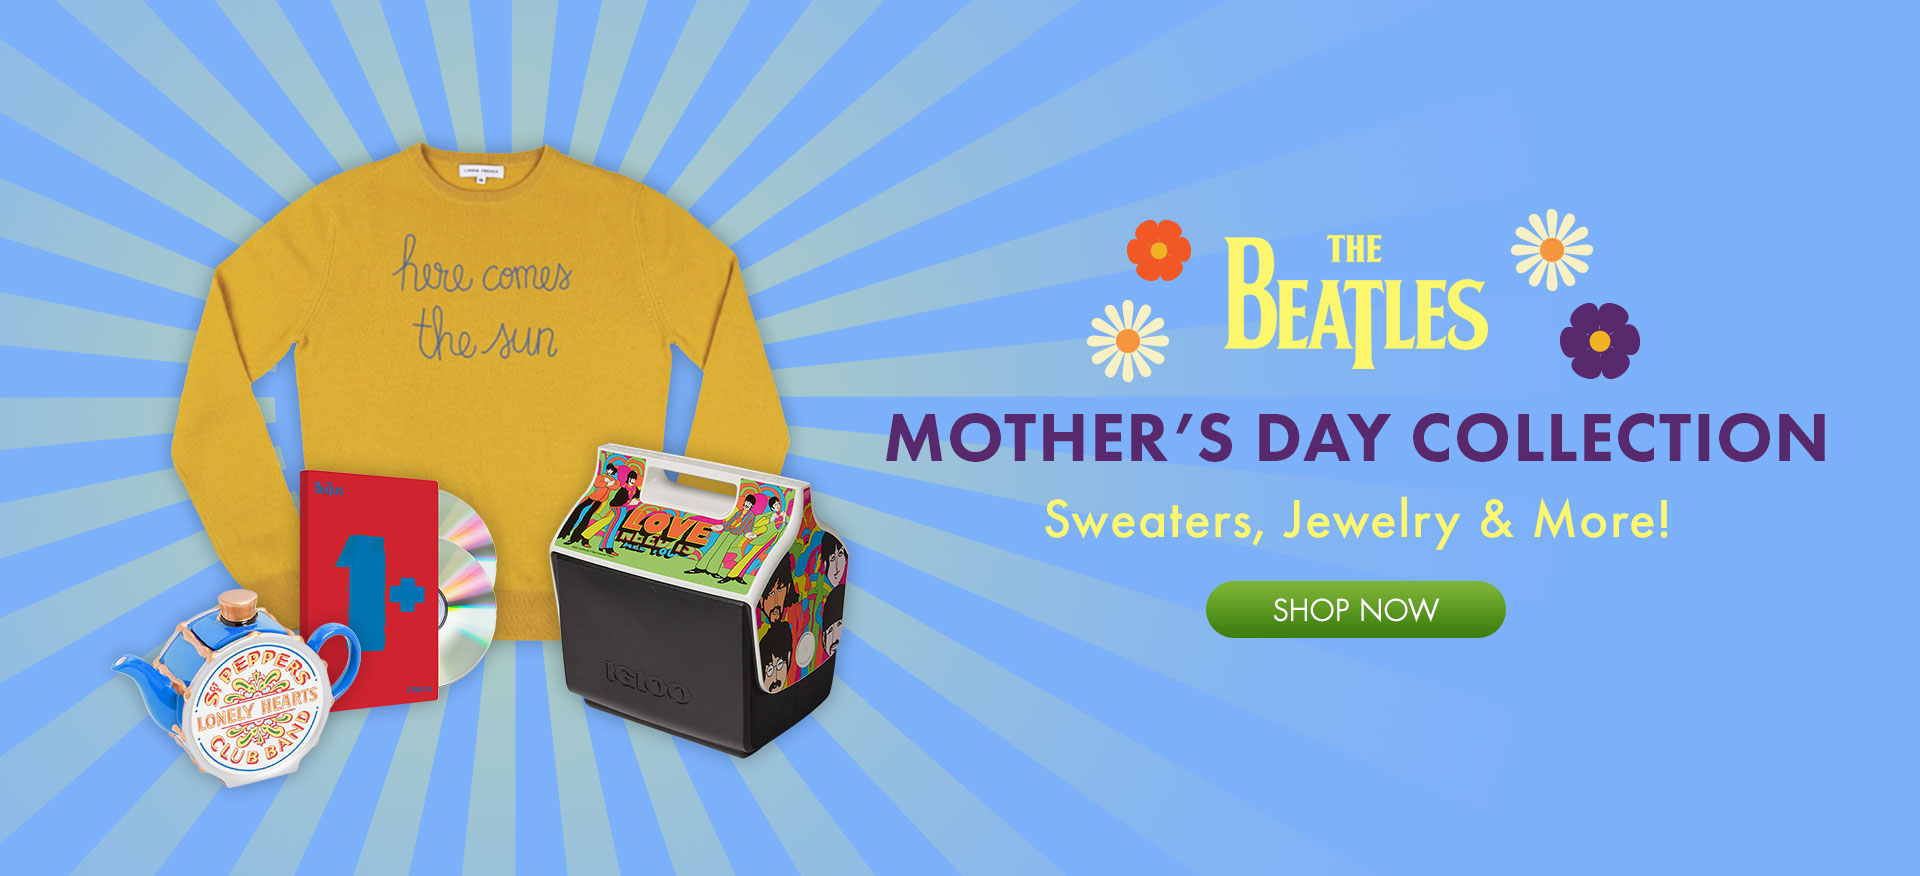 here comes
the sun
THE
BEATLES
MOTHER'S DAY COLLECTION
Sweaters, Jewelry & More!
SHOP NOW
BEATLES
1+
LOVE
IGLOO
SGT PEPPERS
LONELY HEARTS
CLUB BAND